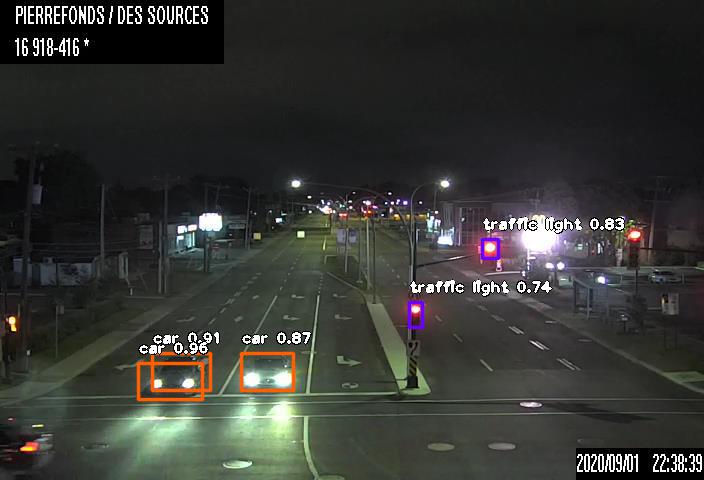 PIERREFONDS / DES SOURCES
16 918-416 *
traffic light 0.83
traffic light 0.74
car 0.91
car 0.87
car 0.96
2020/09/01 22:38:39